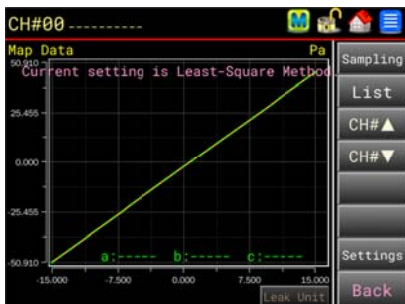 CH#00 ----------
M
Map Data
Pa
50.910
Current setting is Least-Square Method
25.455
0.000
-25.455
-50.910
a:----- b:----- c:-----
-15.000 -7.500 0.000 7.500 15.000
Leak Unit
Sampling
List
CH#▲
CH#▼
Settings
Back